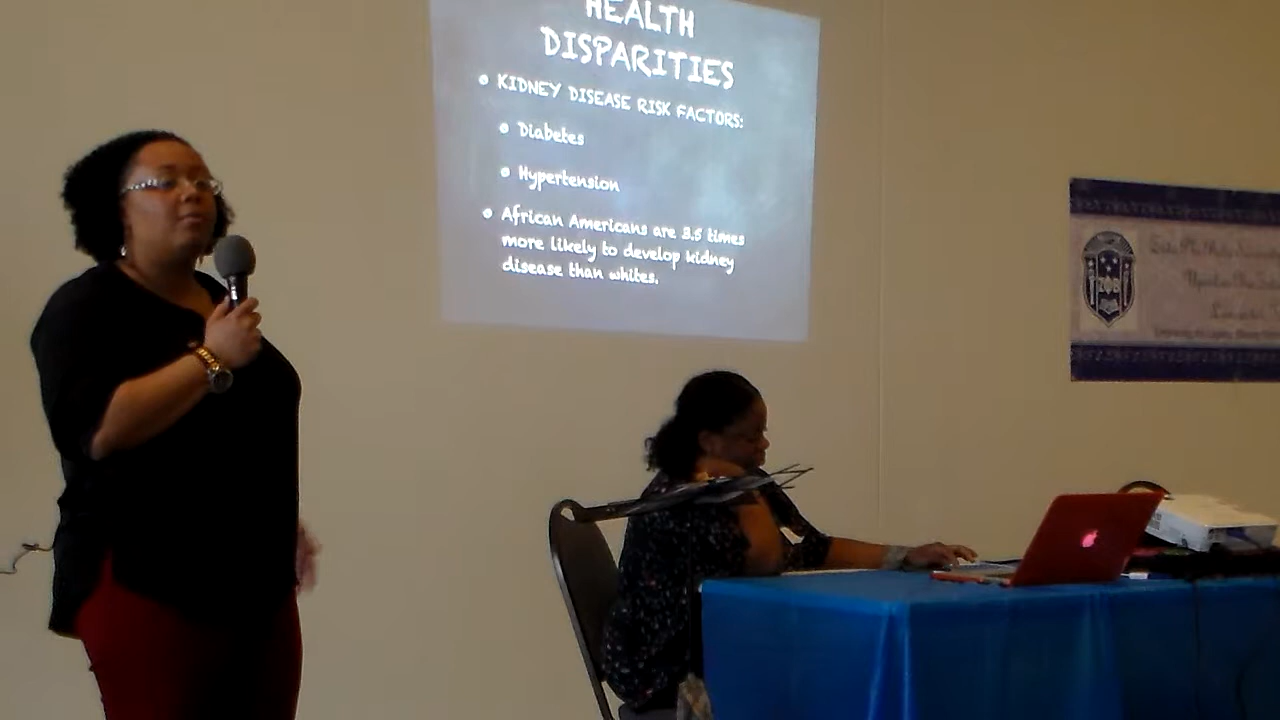 HEALTH
DISPARITIES
KIDNEY DISEASE RISK FACTORS:
Diabetes
Hypertension
African Americans are 3.5 times
more likely to develop kidney
disease than whites.
ΖΦΒ